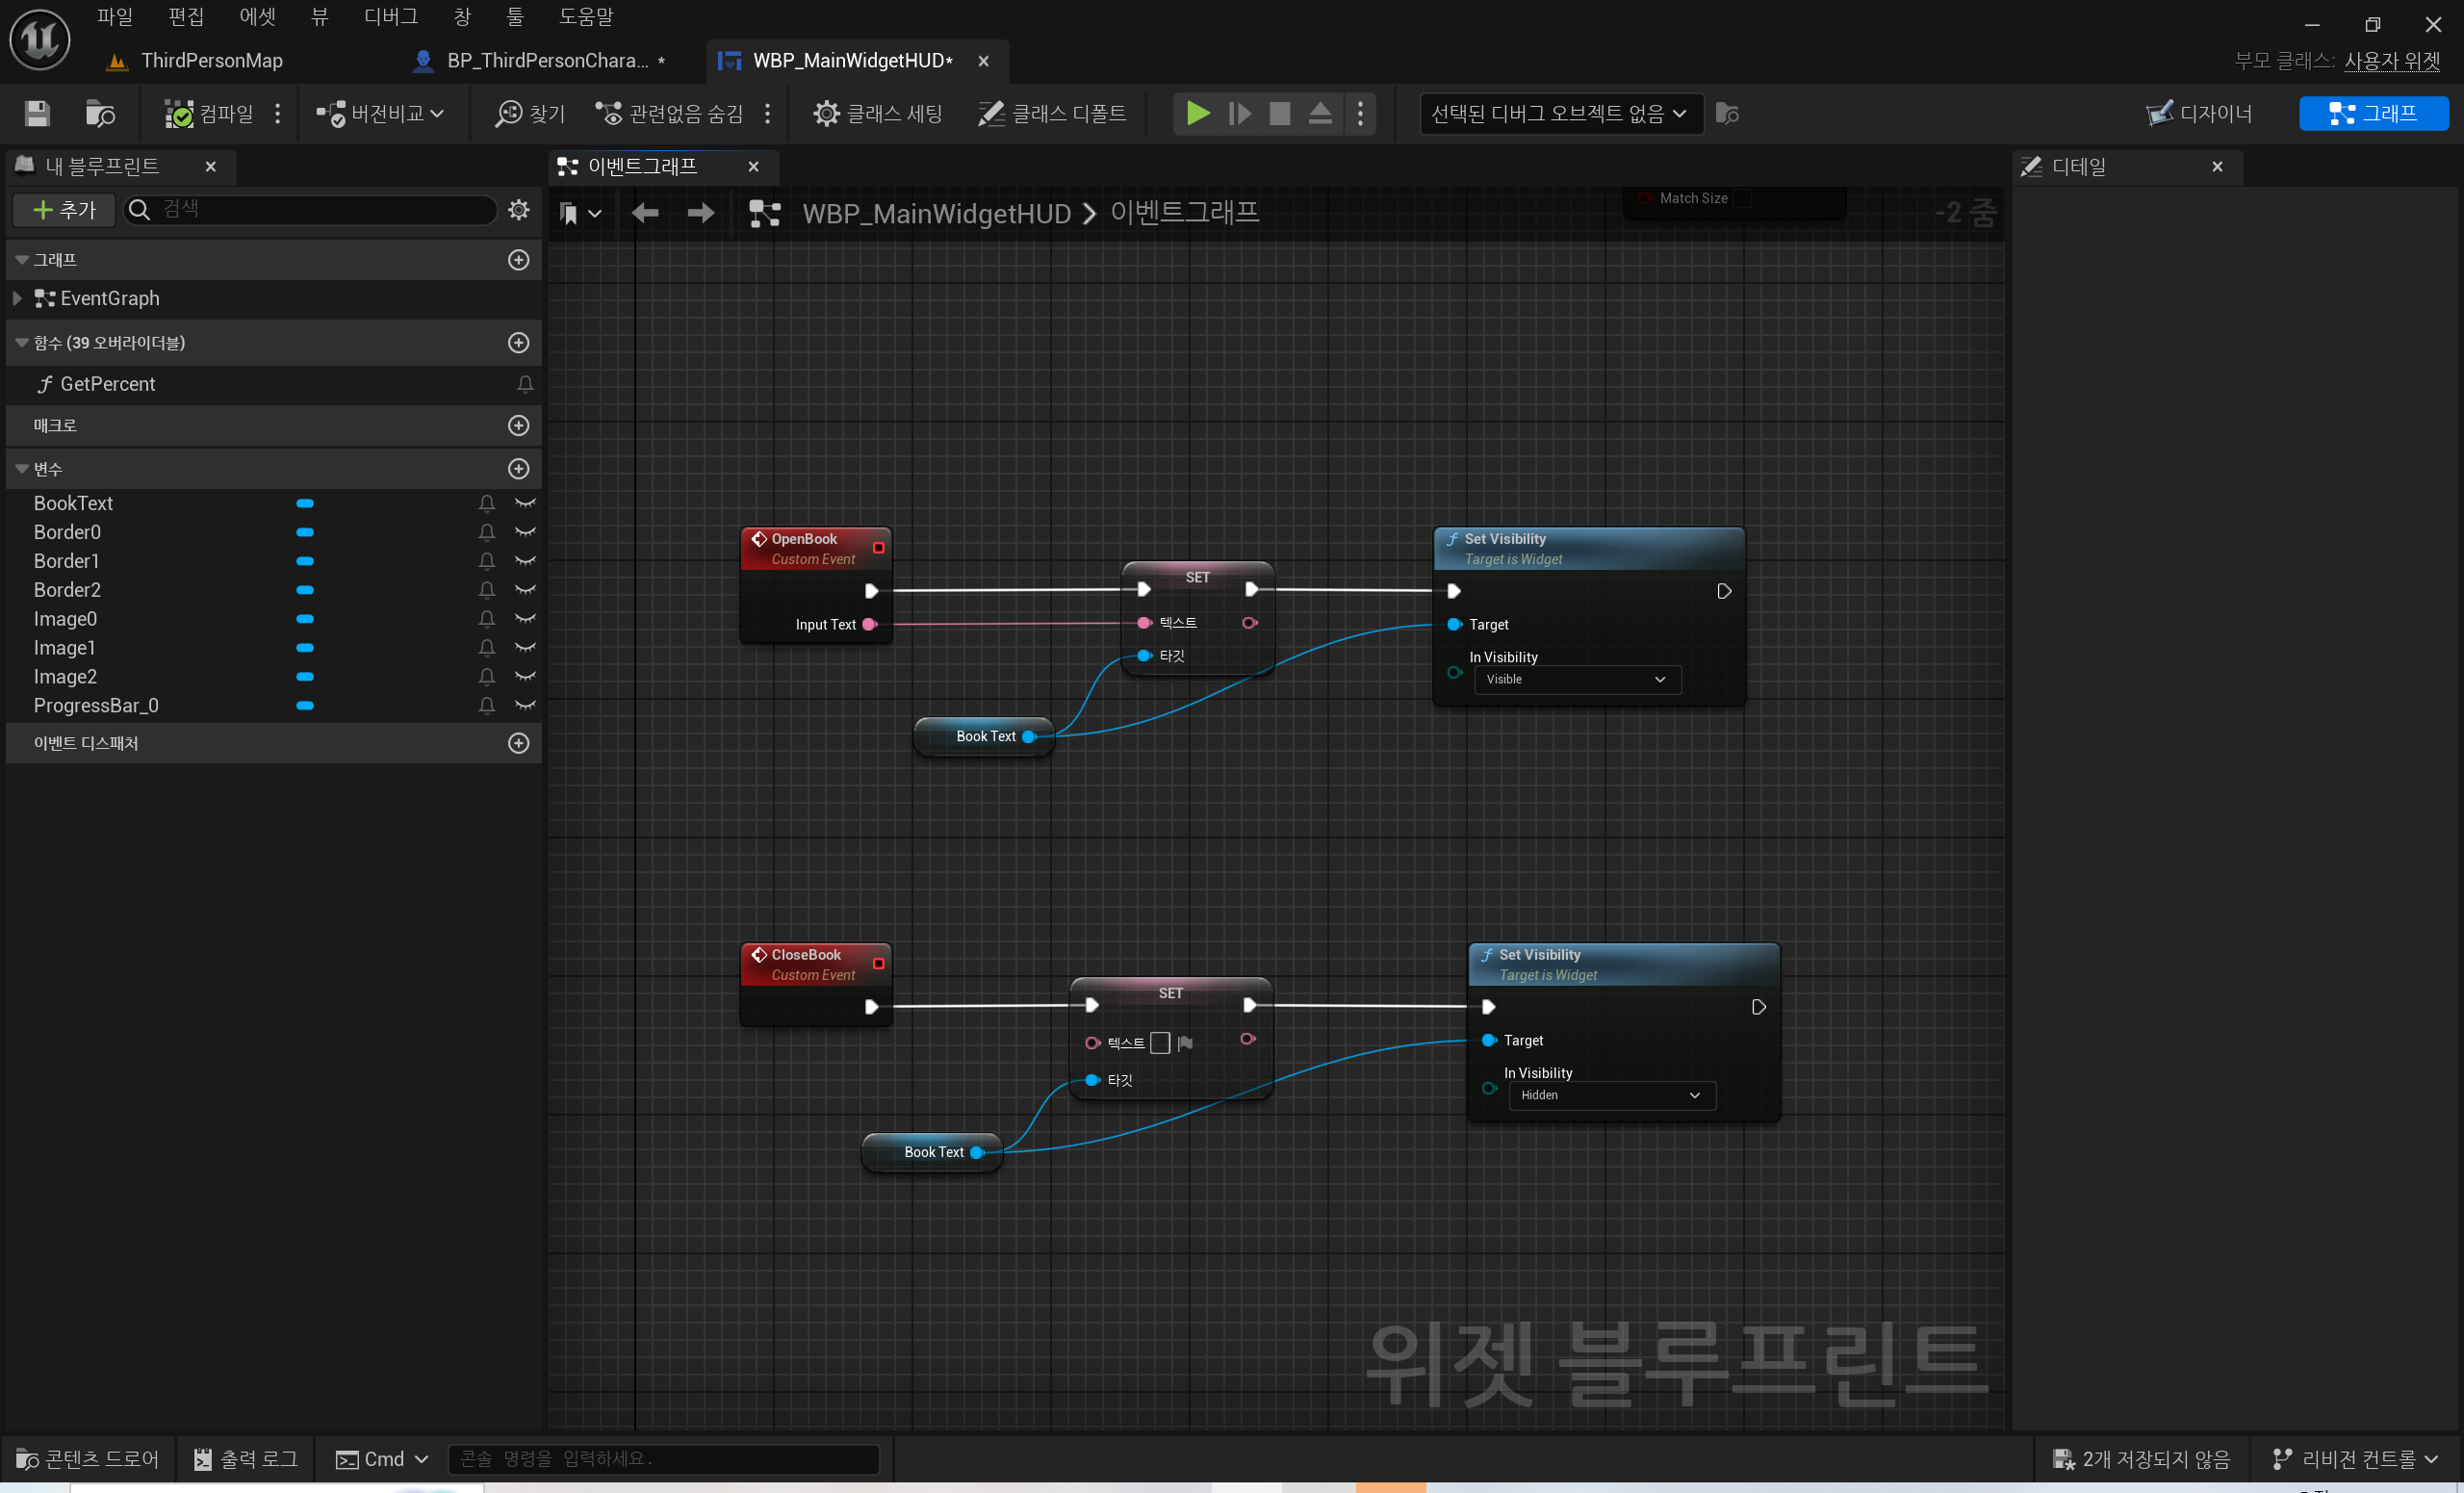 파일 편집 에셋 뷰 디버그 창 툴 도움말
ThirdPersonMap
BP_ThirdPersonChara... *
WBP_MainWidgetHUD*
부모 클래스: 사용자 위젯
컴파일
버전비교
찾기
관련없음 숨김
클래스 세팅
클래스 디폴트
선택된 디버그 오브젝트 없음
디자이너
그래프
내 블루프린트
이벤트그래프
디테일
추가
검색
WBP_MainWidgetHUD > 이벤트그래프
Match Size
-2 줌
그래프
EventGraph
함수 (39 오버라이더블)
GetPercent
매크로
변수
BookText
Border0
Border1
Border2
Image0
Image1
Image2
ProgressBar_0
이벤트 디스패처
OpenBook
Custom Event
Input Text
SET
텍스트
타깃
Book Text
Set Visibility
Target is Widget
Target
In Visibility
Visible
CloseBook
Custom Event
SET
텍스트
타깃
Book Text
Set Visibility
Target is Widget
Target
In Visibility
Hidden
위젯 블루프린트
콘텐츠 드로어
출력 로그
Cmd
콘솔 명령을 입력하세요.
2개 저장되지 않음
리비전 컨트롤